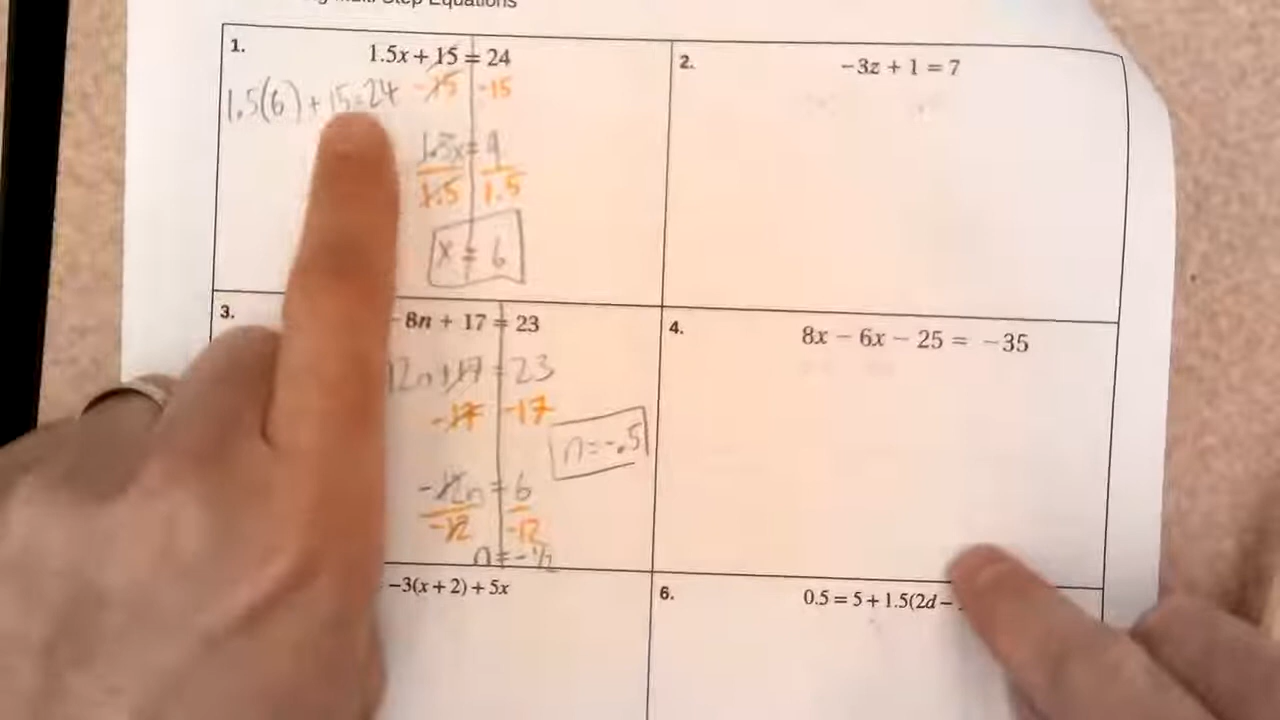 Step Equations
1.
1.5x + 15 = 24
1.5(6) + 15 = 24
-15 -15
1.5x = 9
1.5 1.5
x = 6
2.
-3z + 1 = 7
3.
8n + 17 = 23
12n + 17 = 23
-17 -17
n = -.5
-12n = 6
-12 -12
n = -1/2
4.
8x - 6x - 25 = -35
-3(x + 2) + 5x
6.
0.5 = 5 + 1.5(2d -